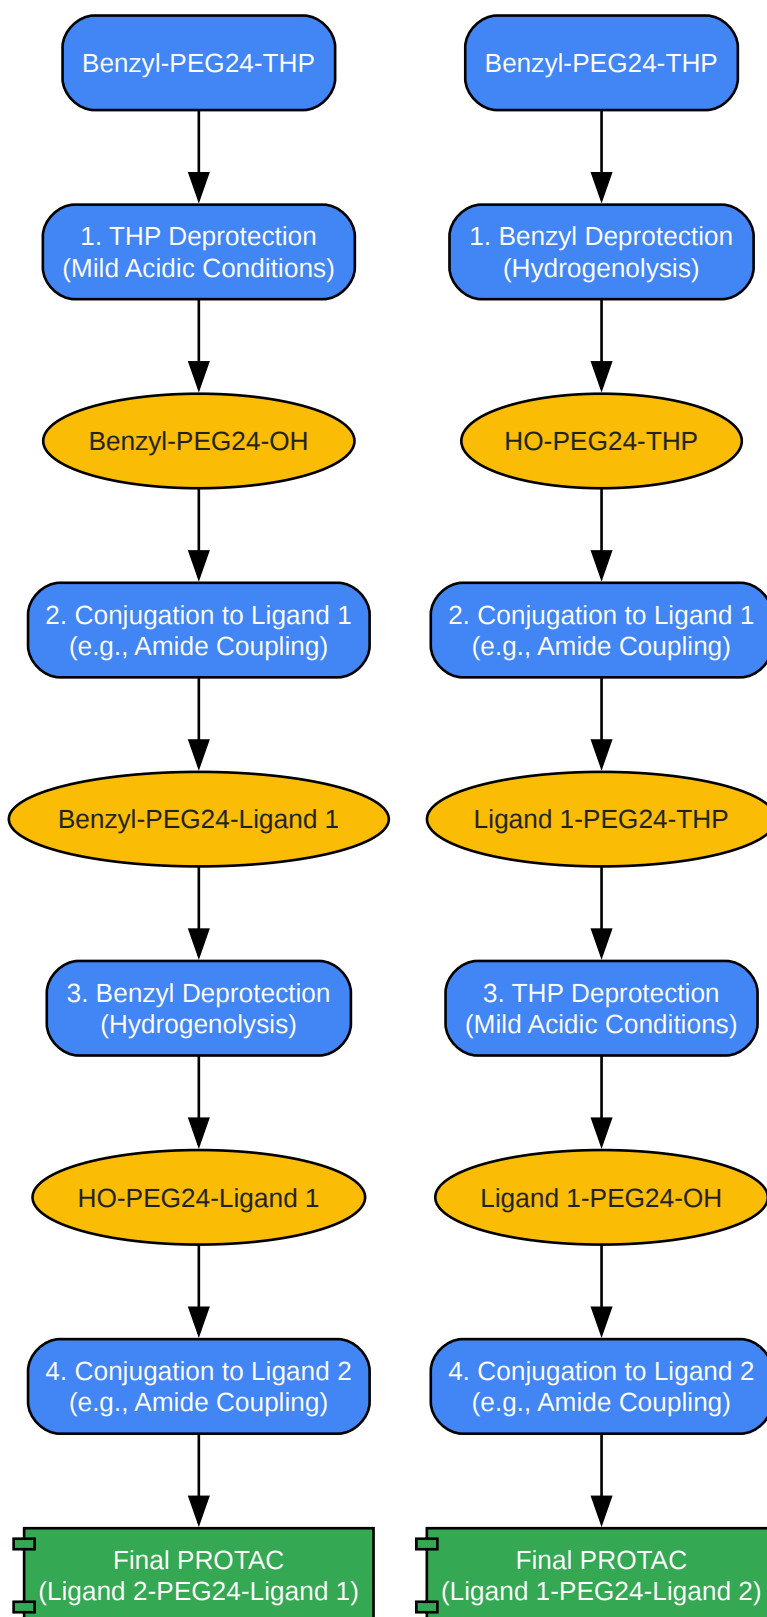 Benzyl-PEG24-THP
1. THP Deprotection
(Mild Acidic Conditions)
Benzyl-PEG24-OH
2. Conjugation to Ligand 1
(e.g., Amide Coupling)
Benzyl-PEG24-Ligand 1
3. Benzyl Deprotection
(Hydrogenolysis)
HO-PEG24-Ligand 1
4. Conjugation to Ligand 2
(e.g., Amide Coupling)
Final PROTAC
(Ligand 2-PEG24-Ligand 1)
Benzyl-PEG24-THP
1. Benzyl Deprotection
(Hydrogenolysis)
HO-PEG24-THP
2. Conjugation to Ligand 1
(e.g., Amide Coupling)
Ligand 1-PEG24-THP
3. THP Deprotection
(Mild Acidic Conditions)
Ligand 1-PEG24-OH
4. Conjugation to Ligand 2
(e.g., Amide Coupling)
Final PROTAC
(Ligand 1-PEG24-Ligand 2)